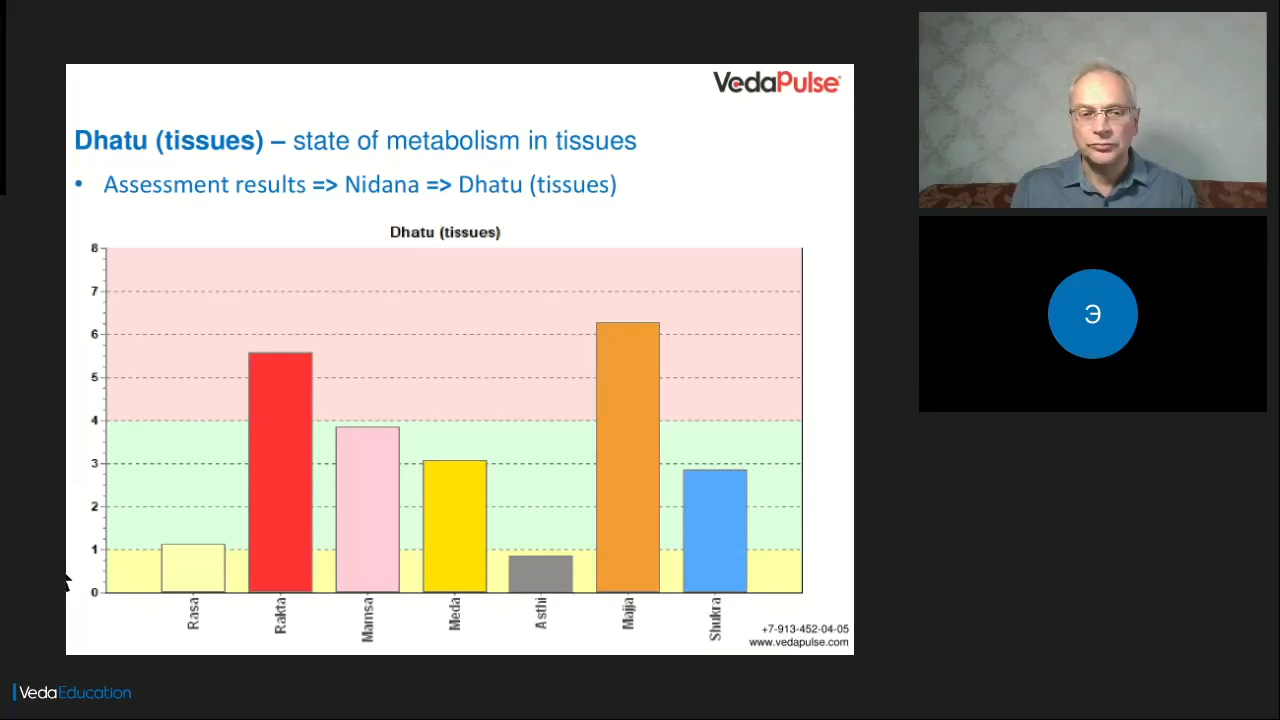 VedaPulse
Dhatu (tissues) – state of metabolism in tissues
• Assessment results => Nidana => Dhatu (tissues)
Dhatu (tissues)
8
7
6
5
4
3
2
1
0
Rasa
Rakta
Mamsa
Meda
Asthi
Majja
Shukra
+7-913-452-04-05
www.vedapulse.com
Э
VedaEducation